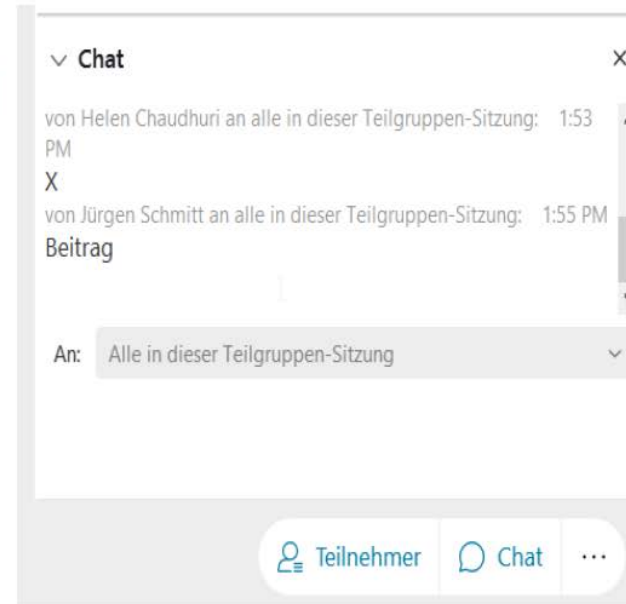 Chat
von Helen Chaudhuri an alle in dieser Teilgruppen-Sitzung: 1:53
PM
X
von Jürgen Schmitt an alle in dieser Teilgruppen-Sitzung: 1:55 PM
Beitrag
An: Alle in dieser Teilgruppen-Sitzung
Teilnehmer Chat ...